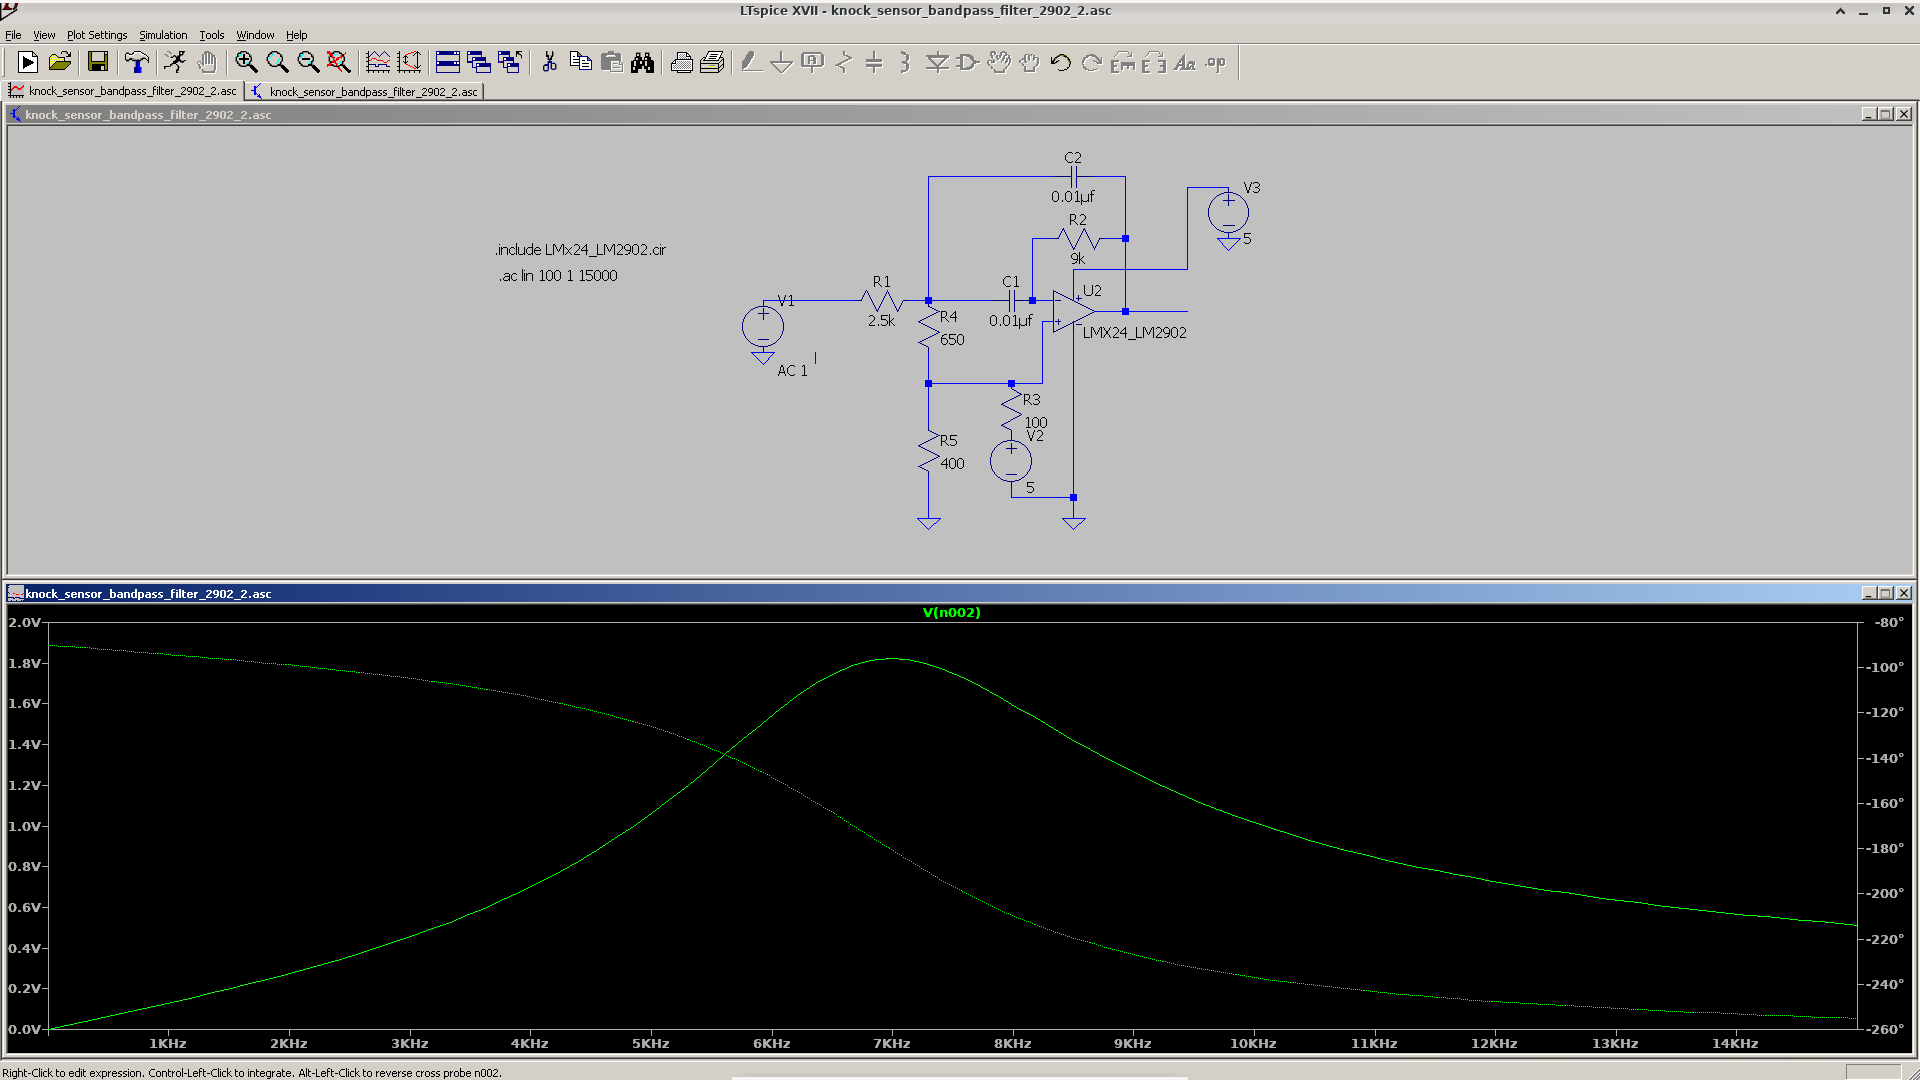 LTspice XVII - knock_sensor_bandpass_filter_2902_2.asc
File View Plot Settings Simulation Tools Window Help
knock_sensor_bandpass_filter_2902_2.asc knock_sensor_bandpass_filter_2902_2.asc
knock_sensor_bandpass_filter_2902_2.asc
C2
0.01µf
V3
5
R2
9k
.include LMx24_LM2902.cir
.ac lin 100 1 15000
R1
2.5k
C1
0.01µf
U2
LMX24_LM2902
V1
AC 1
R4
650
R3
100
V2
5
R5
400
knock_sensor_bandpass_filter_2902_2.asc
V(n002)
2.0V -80°
1.8V -100°
1.6V -120°
1.4V -140°
1.2V -160°
1.0V -180°
0.8V -200°
0.6V -220°
0.4V -240°
0.2V -260°
0.0V
1KHz 2KHz 3KHz 4KHz 5KHz 6KHz 7KHz 8KHz 9KHz 10KHz 11KHz 12KHz 13KHz 14KHz
Right-Click to edit expression. Control-Left-Click to integrate. Alt-Left-Click to reverse cross probe n002.